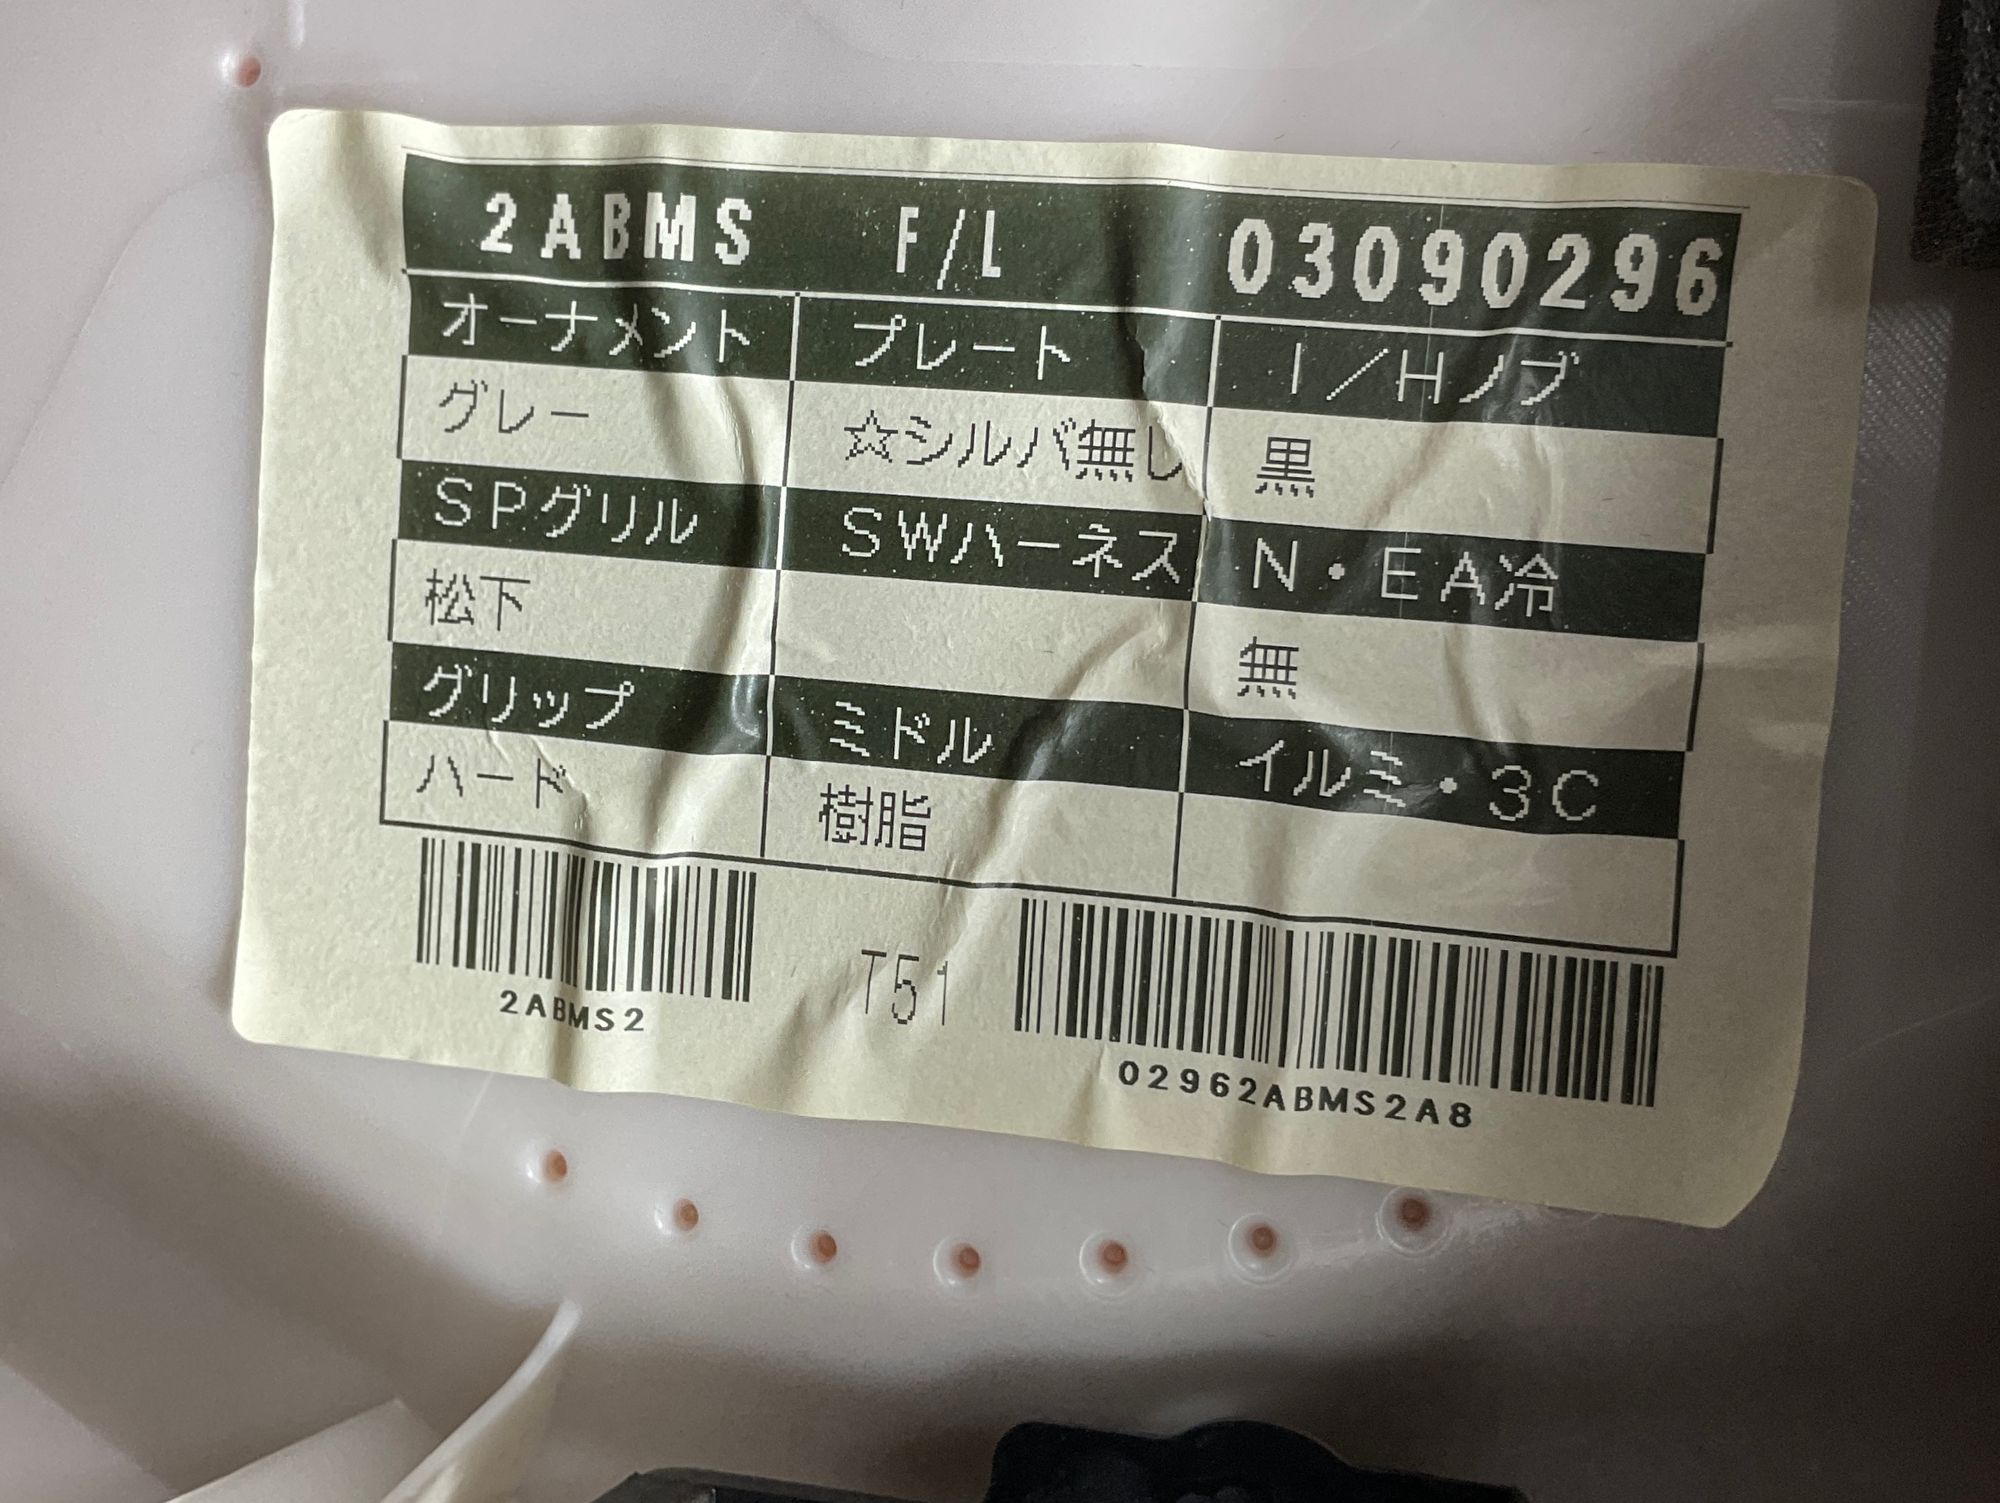 2ABMS F/L 03090296
オーナメント プレート I/Hノブ
グレー ☆シルバ無し 黒
SPグリル SWハーネス N・EA冷
松下 無
グリップ ミドル イルミ・3C
ハード 樹脂
2ABMS2 T51 02962ABMS2A8